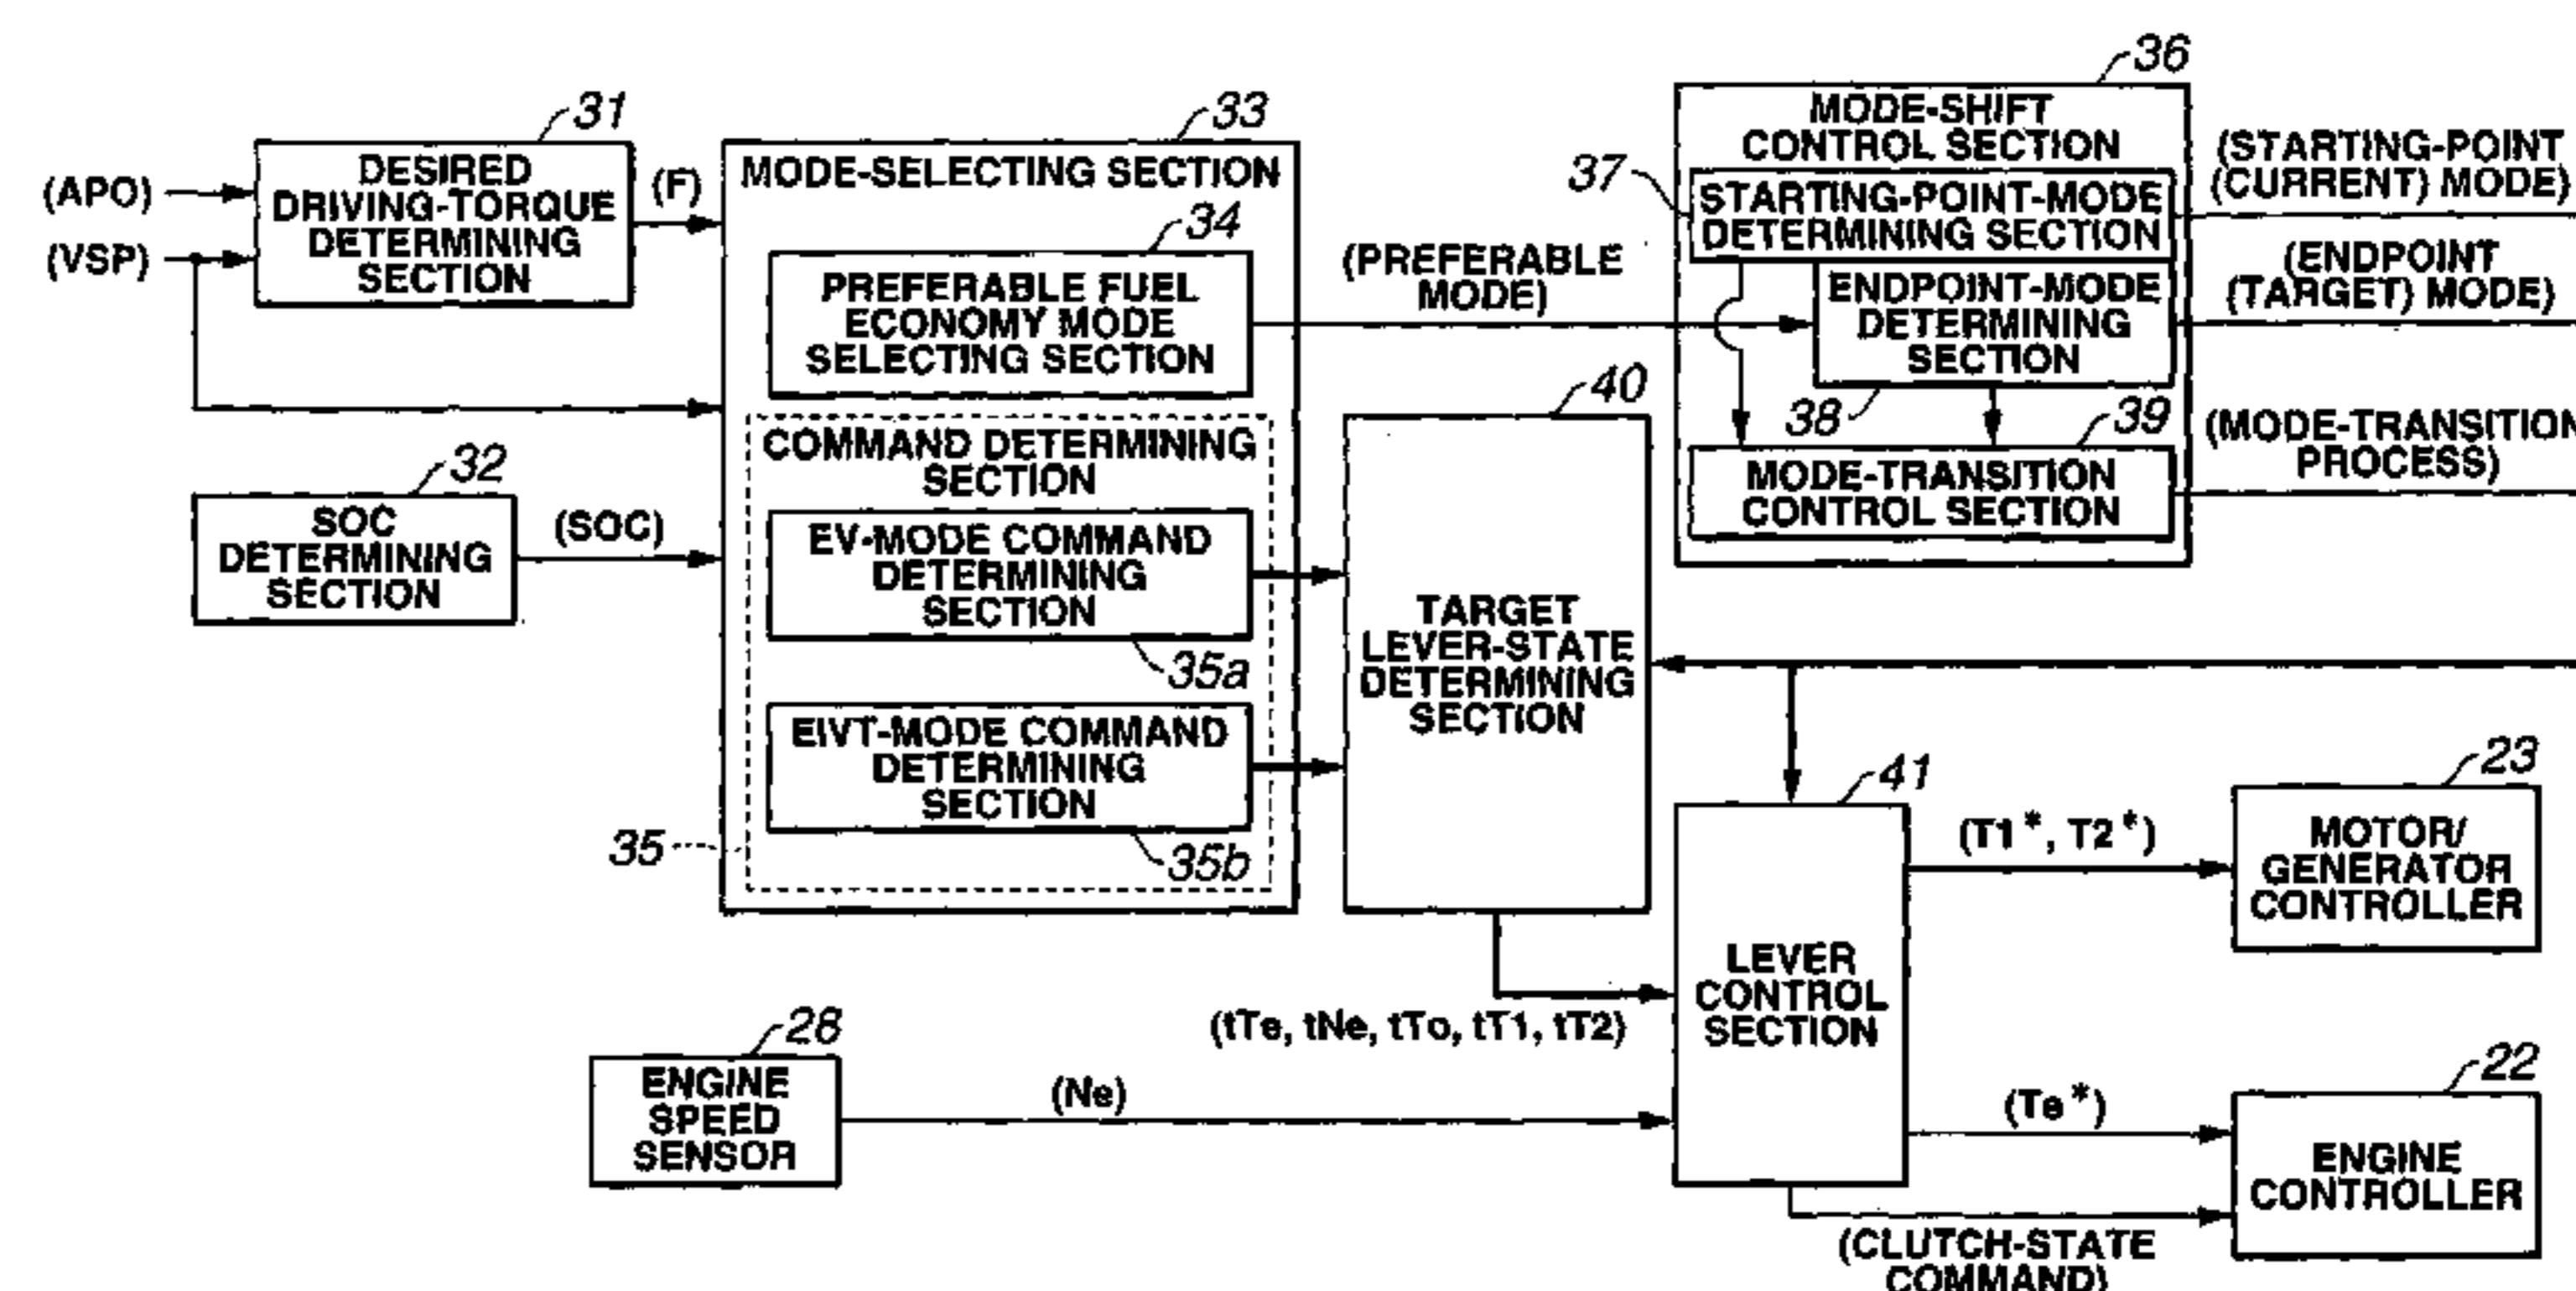 (APO)
(VSP)
31
DESIRED
DRIVING-TORQUE
DETERMINING
SECTION
(F)
32
SOC
DETERMINING
SECTION
(SOC)
33
MODE-SELECTING SECTION
34
PREFERABLE FUEL
ECONOMY MODE
SELECTING SECTION
COMMAND DETERMINING
SECTION
EV-MODE COMMAND
DETERMINING
SECTION
35a
EIVT-MODE COMMAND
DETERMINING
SECTION
35b
35
(PREFERABLE
MODE)
36
MODE-SHIFT
CONTROL SECTION
37
STARTING-POINT-MODE
DETERMINING SECTION
ENDPOINT-MODE
DETERMINING
SECTION
38
39
MODE-TRANSITION
CONTROL SECTION
(STARTING-POINT
(CURRENT) MODE)
(ENDPOINT
(TARGET) MODE)
(MODE-TRANSITION
PROCESS)
40
TARGET
LEVER-STATE
DETERMINING
SECTION
(tTe, tNe, tTo, tT1, tT2)
28
ENGINE
SPEED
SENSOR
(Ne)
41
LEVER
CONTROL
SECTION
(T1*, T2*)
23
MOTOR/
GENERATOR
CONTROLLER
(Te*)
22
ENGINE
CONTROLLER
(CLUTCH-STATE
COMMAND)